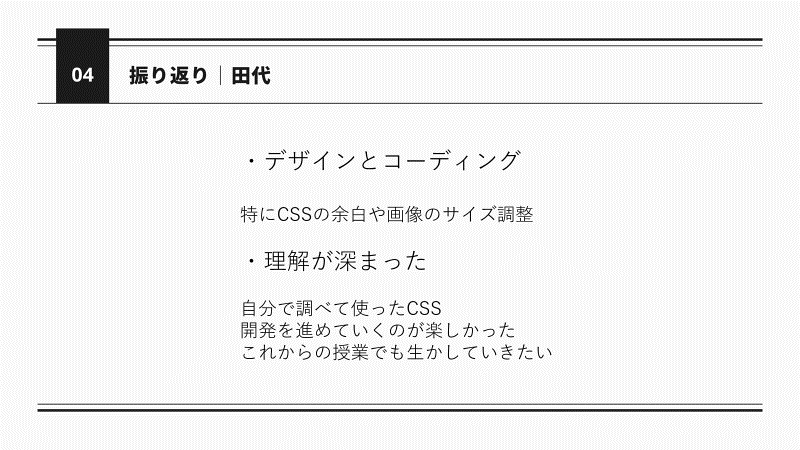 04
振り返り｜田代
・デザインとコーディング
特にCSSの余白や画像のサイズ調整
・理解が深まった
自分で調べて使ったCSS
開発を進めていくのが楽しかった
これからの授業でも生かしていきたい